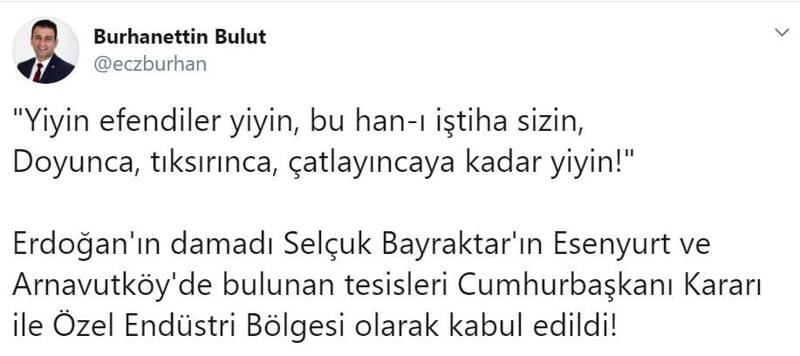 Burhanettin Bulut
@eczburhan
"Yiyin efendiler yiyin, bu han-ı iştiha sizin,
Doyunca, tıksırınca, çatlayıncaya kadar yiyin!"
Erdoğan'ın damadı Selçuk Bayraktar'ın Esenyurt ve
Arnavutköy'de bulunan tesisleri Cumhurbaşkanı Kararı
ile Özel Endüstri Bölgesi olarak kabul edildi!